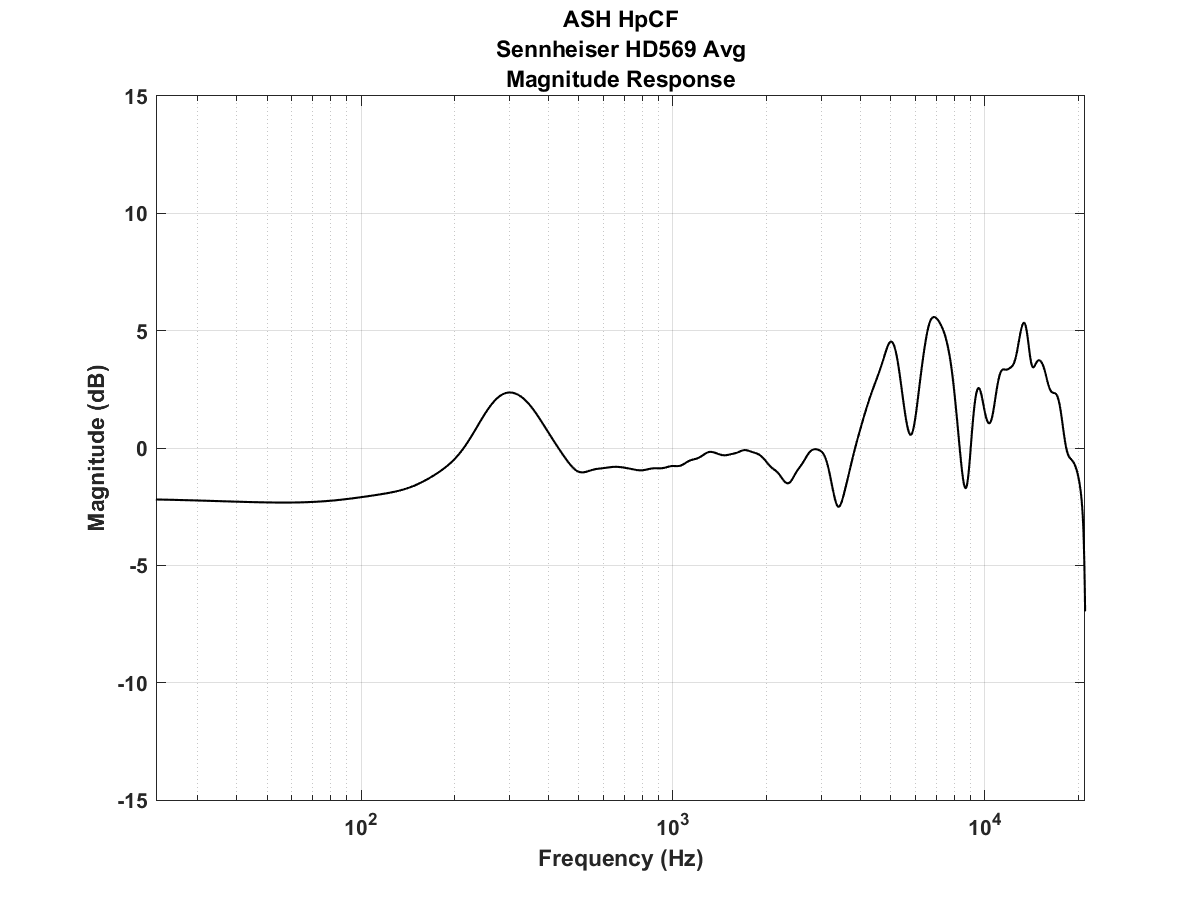 ASH HpCF
Sennheiser HD569 Avg
Magnitude Response
15
10
5
0
-5
-10
-15
Magnitude (dB)
10²
10³
10⁴
Frequency (Hz)